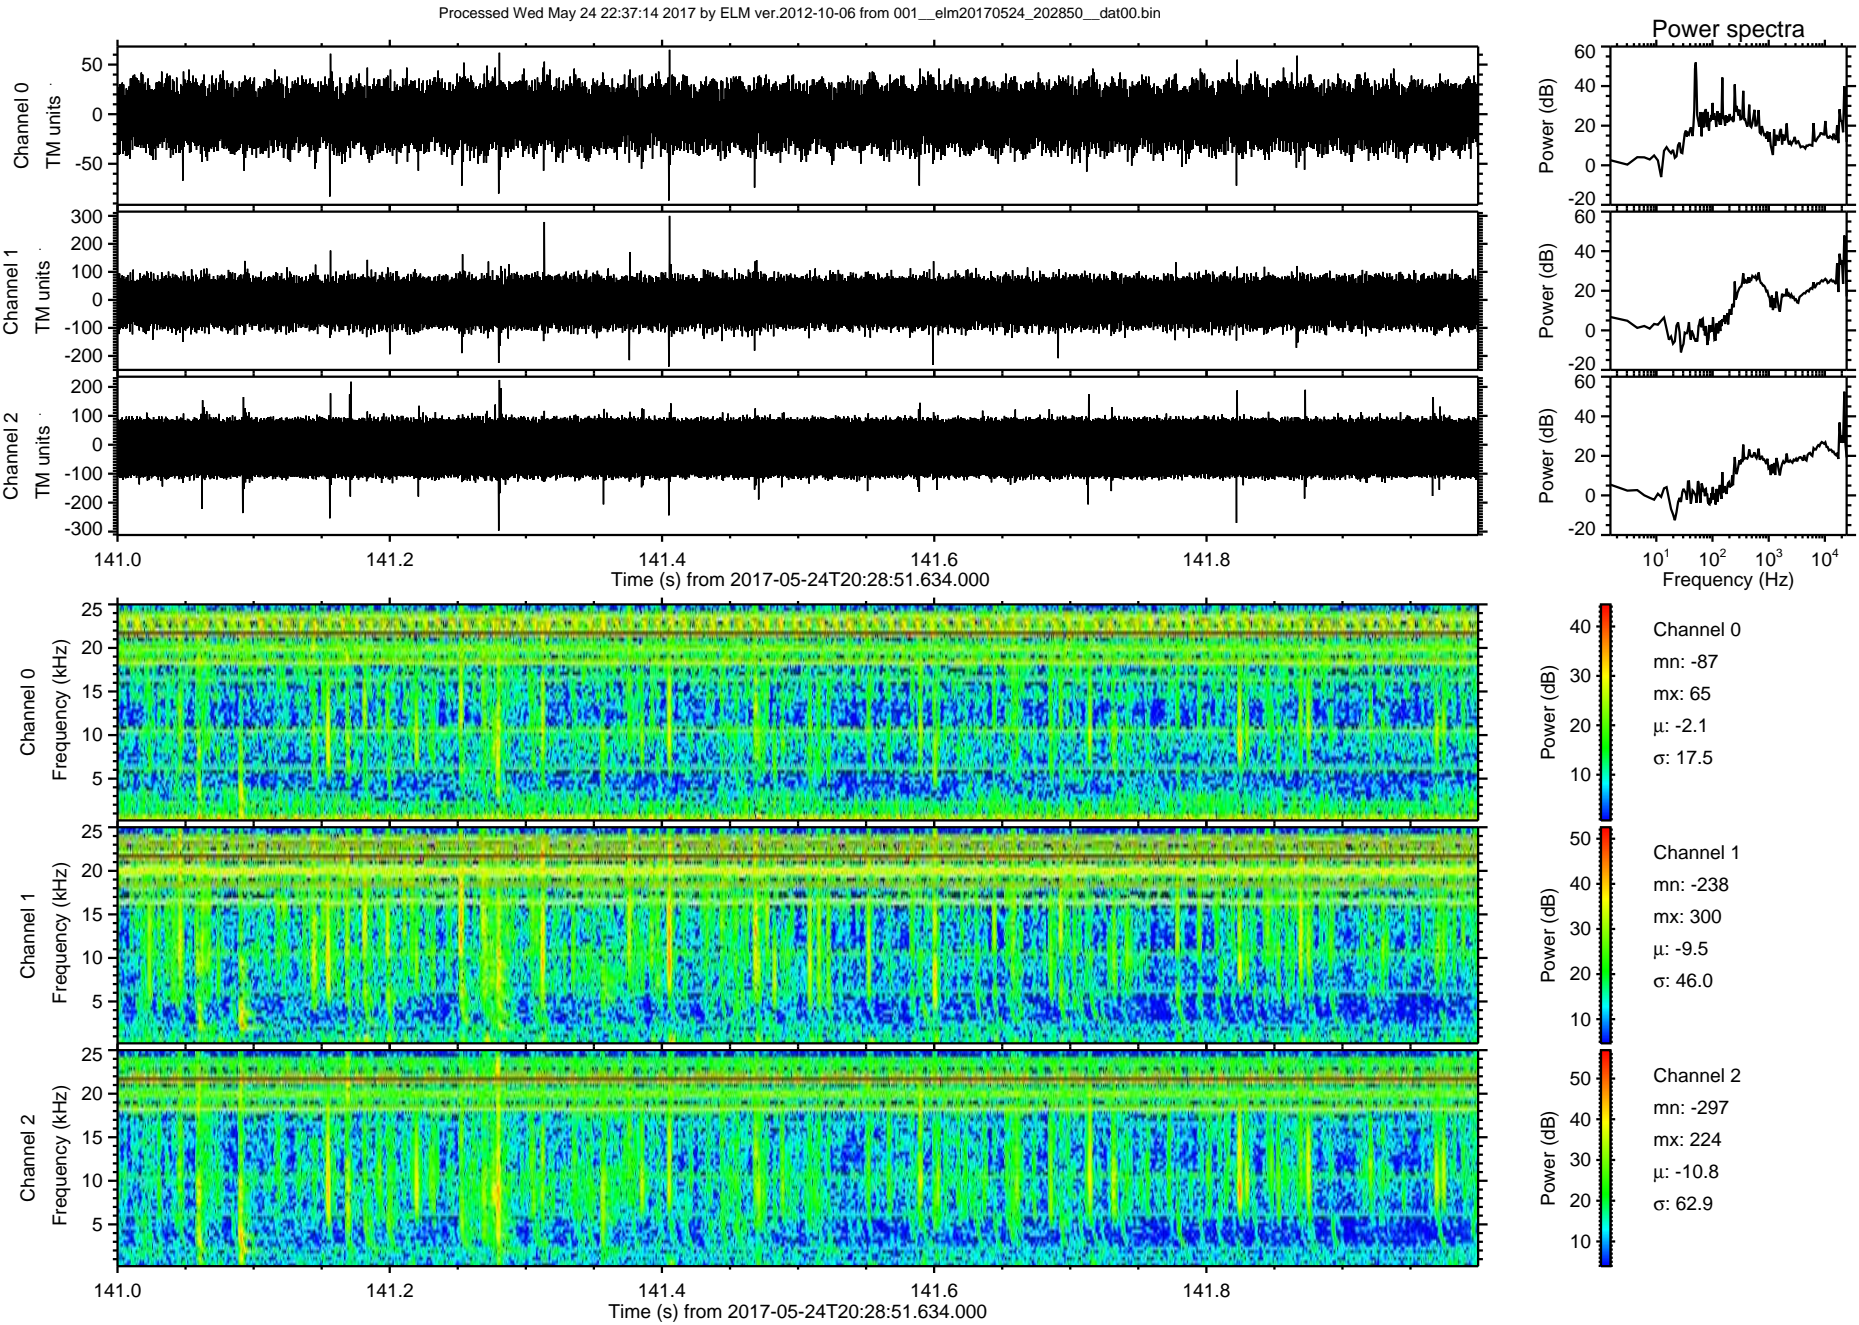 Processed Wed May 24 22:37:14 2017 by ELM ver.2012-10-06 from 001__elm20170524_202850__dat00.bin
Power spectra
Channel 0
TM units
50
0
-50
Power (dB)
60
40
20
0
-20
Channel 1
TM units
300
200
100
0
-100
-200
Power (dB)
60
40
20
0
-20
Channel 2
TM units
200
100
0
-100
-200
-300
Power (dB)
60
40
20
0
-20
141.0 141.2 141.4 141.6 141.8
Time (s) from 2017-05-24T20:28:51.634.000
10^1 10^2 10^3 10^4
Frequency (Hz)
Channel 0
Frequency (kHz)
25
20
15
10
5
Power (dB)
40
30
20
10
Channel 0
mn: -87
mx: 65
μ: -2.1
σ: 17.5
Channel 1
Frequency (kHz)
25
20
15
10
5
Power (dB)
50
40
30
20
10
Channel 1
mn: -238
mx: 300
μ: -9.5
σ: 46.0
Channel 2
Frequency (kHz)
25
20
15
10
5
Power (dB)
50
40
30
20
10
Channel 2
mn: -297
mx: 224
μ: -10.8
σ: 62.9
141.0 141.2 141.4 141.6 141.8
Time (s) from 2017-05-24T20:28:51.634.000